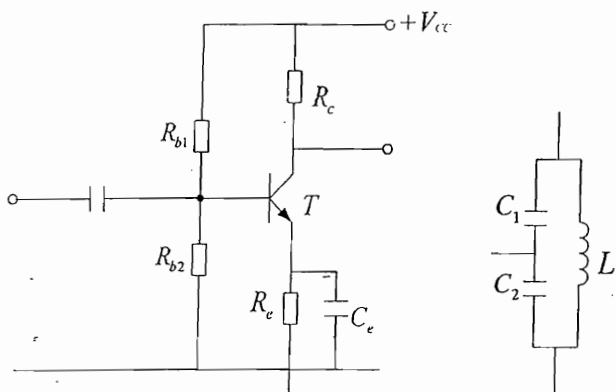 +V_cc
R_c
R_b1
T
R_b2
R_e
C_e
C_1
C_2
L